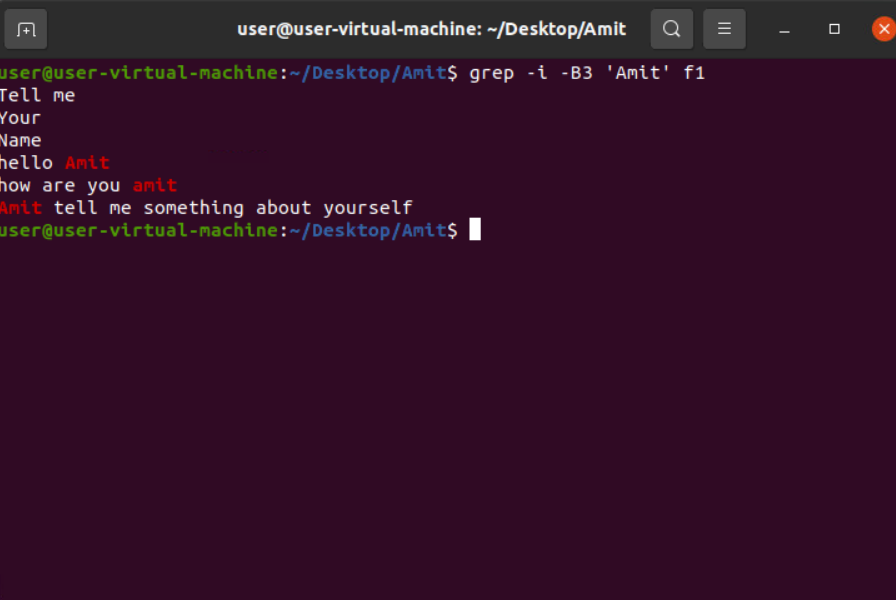 user@user-virtual-machine: ~/Desktop/Amit
user@user-virtual-machine:~/Desktop/Amit$ grep -i -B3 'Amit' f1
Tell me
Your
Name
hello Amit
how are you amit
Amit tell me something about yourself
user@user-virtual-machine:~/Desktop/Amit$